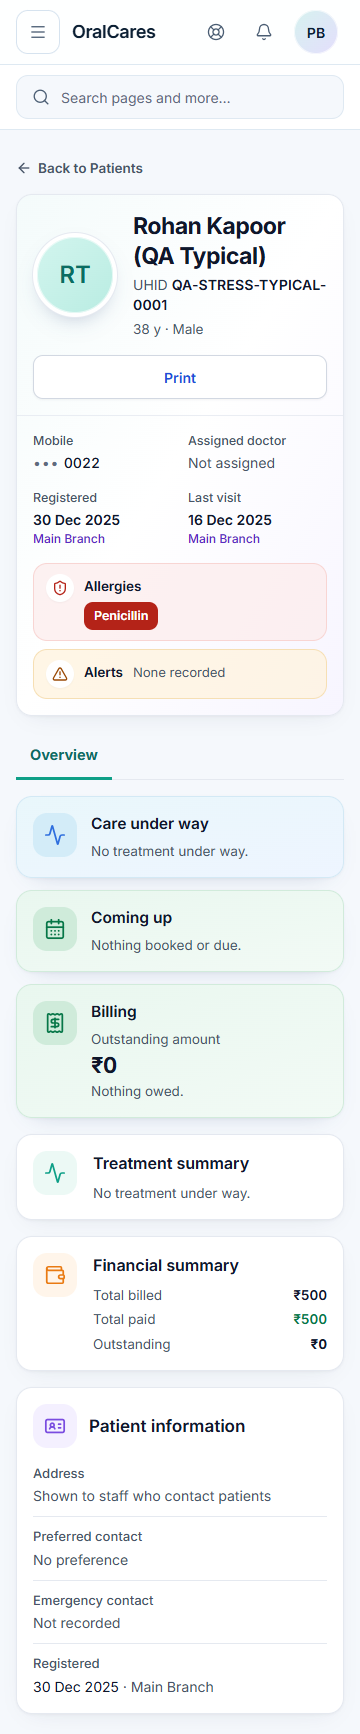 OralCares
PB
Search pages and more...
Back to Patients
RT
Rohan Kapoor
(QA Typical)
UHID QA-STRESS-TYPICAL-
0001
38 y · Male
Print
Mobile
••• 0022
Assigned doctor
Not assigned
Registered
30 Dec 2025
Main Branch
Last visit
16 Dec 2025
Main Branch
Allergies
Penicillin
Alerts None recorded
Overview
Care under way
No treatment under way.
Coming up
Nothing booked or due.
Billing
Outstanding amount
₹0
Nothing owed.
Treatment summary
No treatment under way.
Financial summary
Total billed ₹500
Total paid ₹500
Outstanding ₹0
Patient information
Address
Shown to staff who contact patients
Preferred contact
No preference
Emergency contact
Not recorded
Registered
30 Dec 2025 · Main Branch